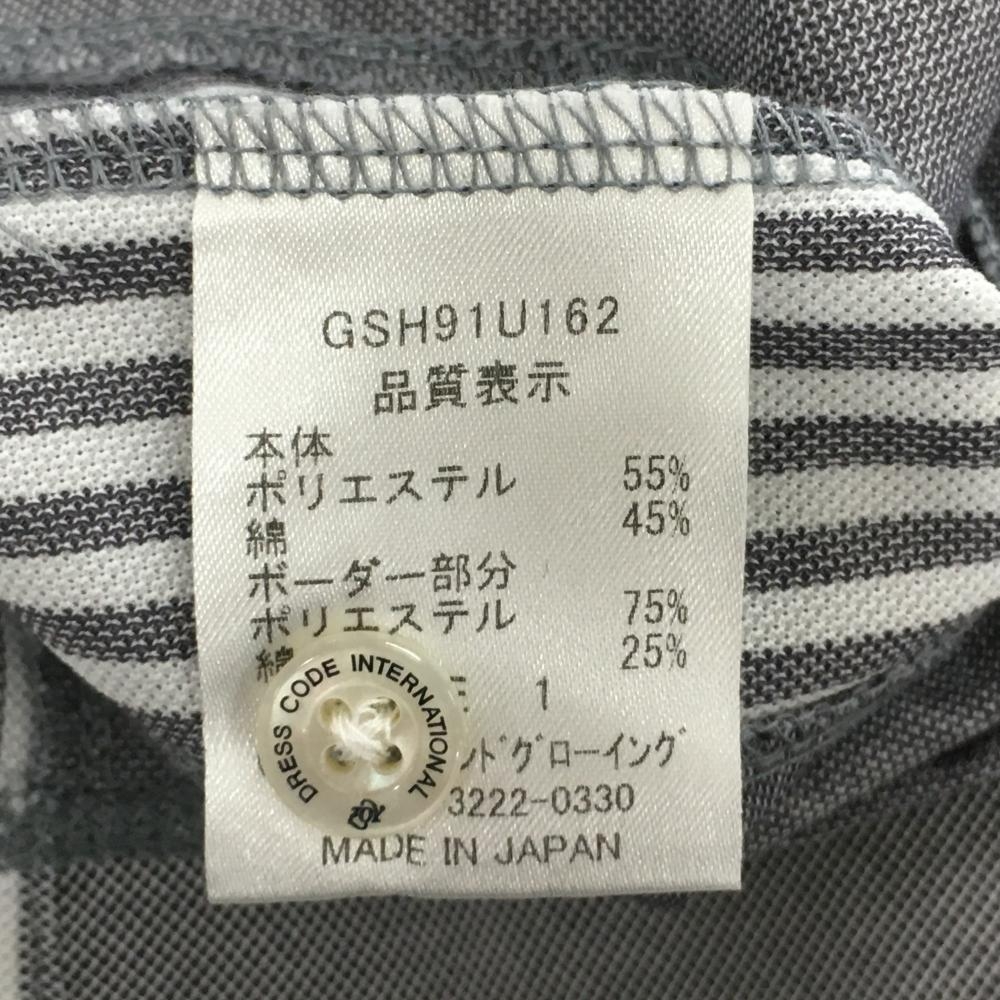 GSH91U162
品質表示
本体
ポリエステル 55%
綿 45%
ボーダー部分
ポリエステル 75%
綿 25%
1
ンドグローイング
3222-0330
MADE IN JAPAN
DRESS CODE INTERNATIONAL